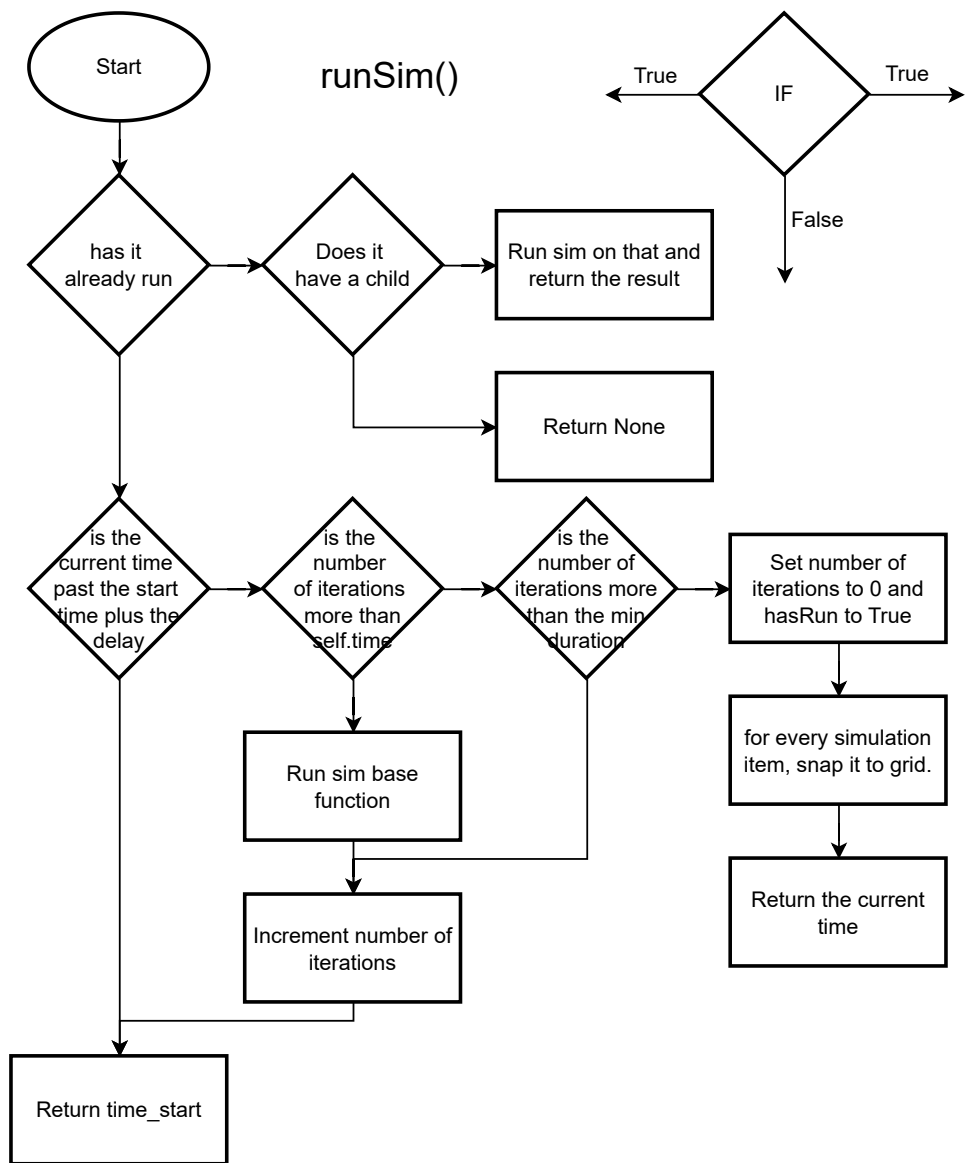 Start
runSim()
IF
True
True
False
has it
already run
Does it
have a child
Run sim on that and
return the result
Return None
is the
current time
past the start
time plus the
delay
is the
number
of iterations
more than
self.time
is the
number of
iterations more
than the min
duration
Set number of
iterations to 0 and
hasRun to True
for every simulation
item, snap it to grid.
Run sim base
function
Return the current
time
Increment number of
iterations
Return time_start